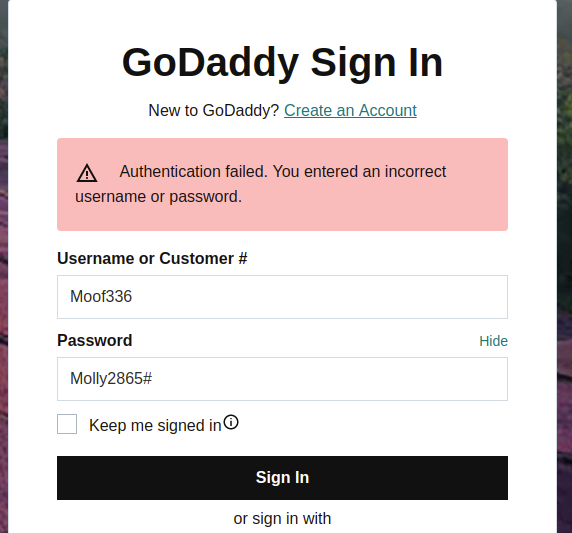 GoDaddy Sign In
New to GoDaddy? Create an Account
Authentication failed. You entered an incorrect
username or password.
Username or Customer #
Moof336
Password Hide
Molly2865#
Keep me signed in
Sign In
or sign in with